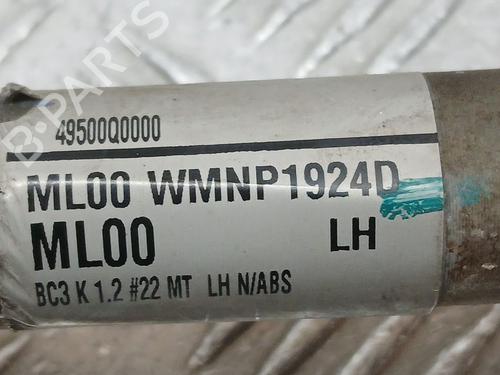 49500Q0000
ML00 WMNP1924D
ML00 LH
BC3 K 1.2 #22 MT LH N/ABS
B-PARTS